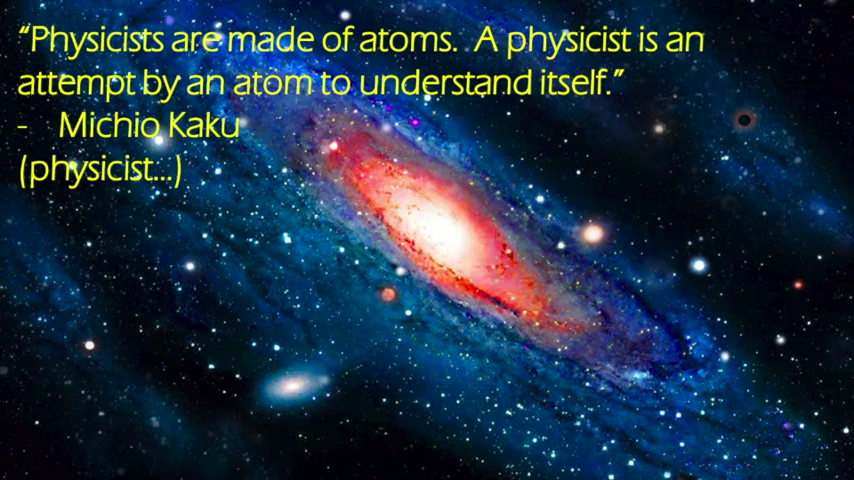 “Physicists are made of atoms.  A physicist is an
attempt by an atom to understand itself.”
-   Michio Kaku
(physicist...)